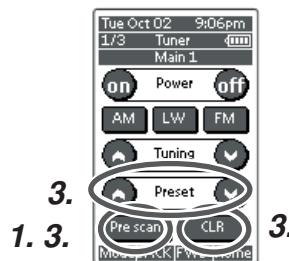 Tue Oct 02 9:06pm
1/3 Tuner
Main 1
on Power off
AM LW FM
Tuning
3. Preset
1. 3. Pre scan CLR 3.